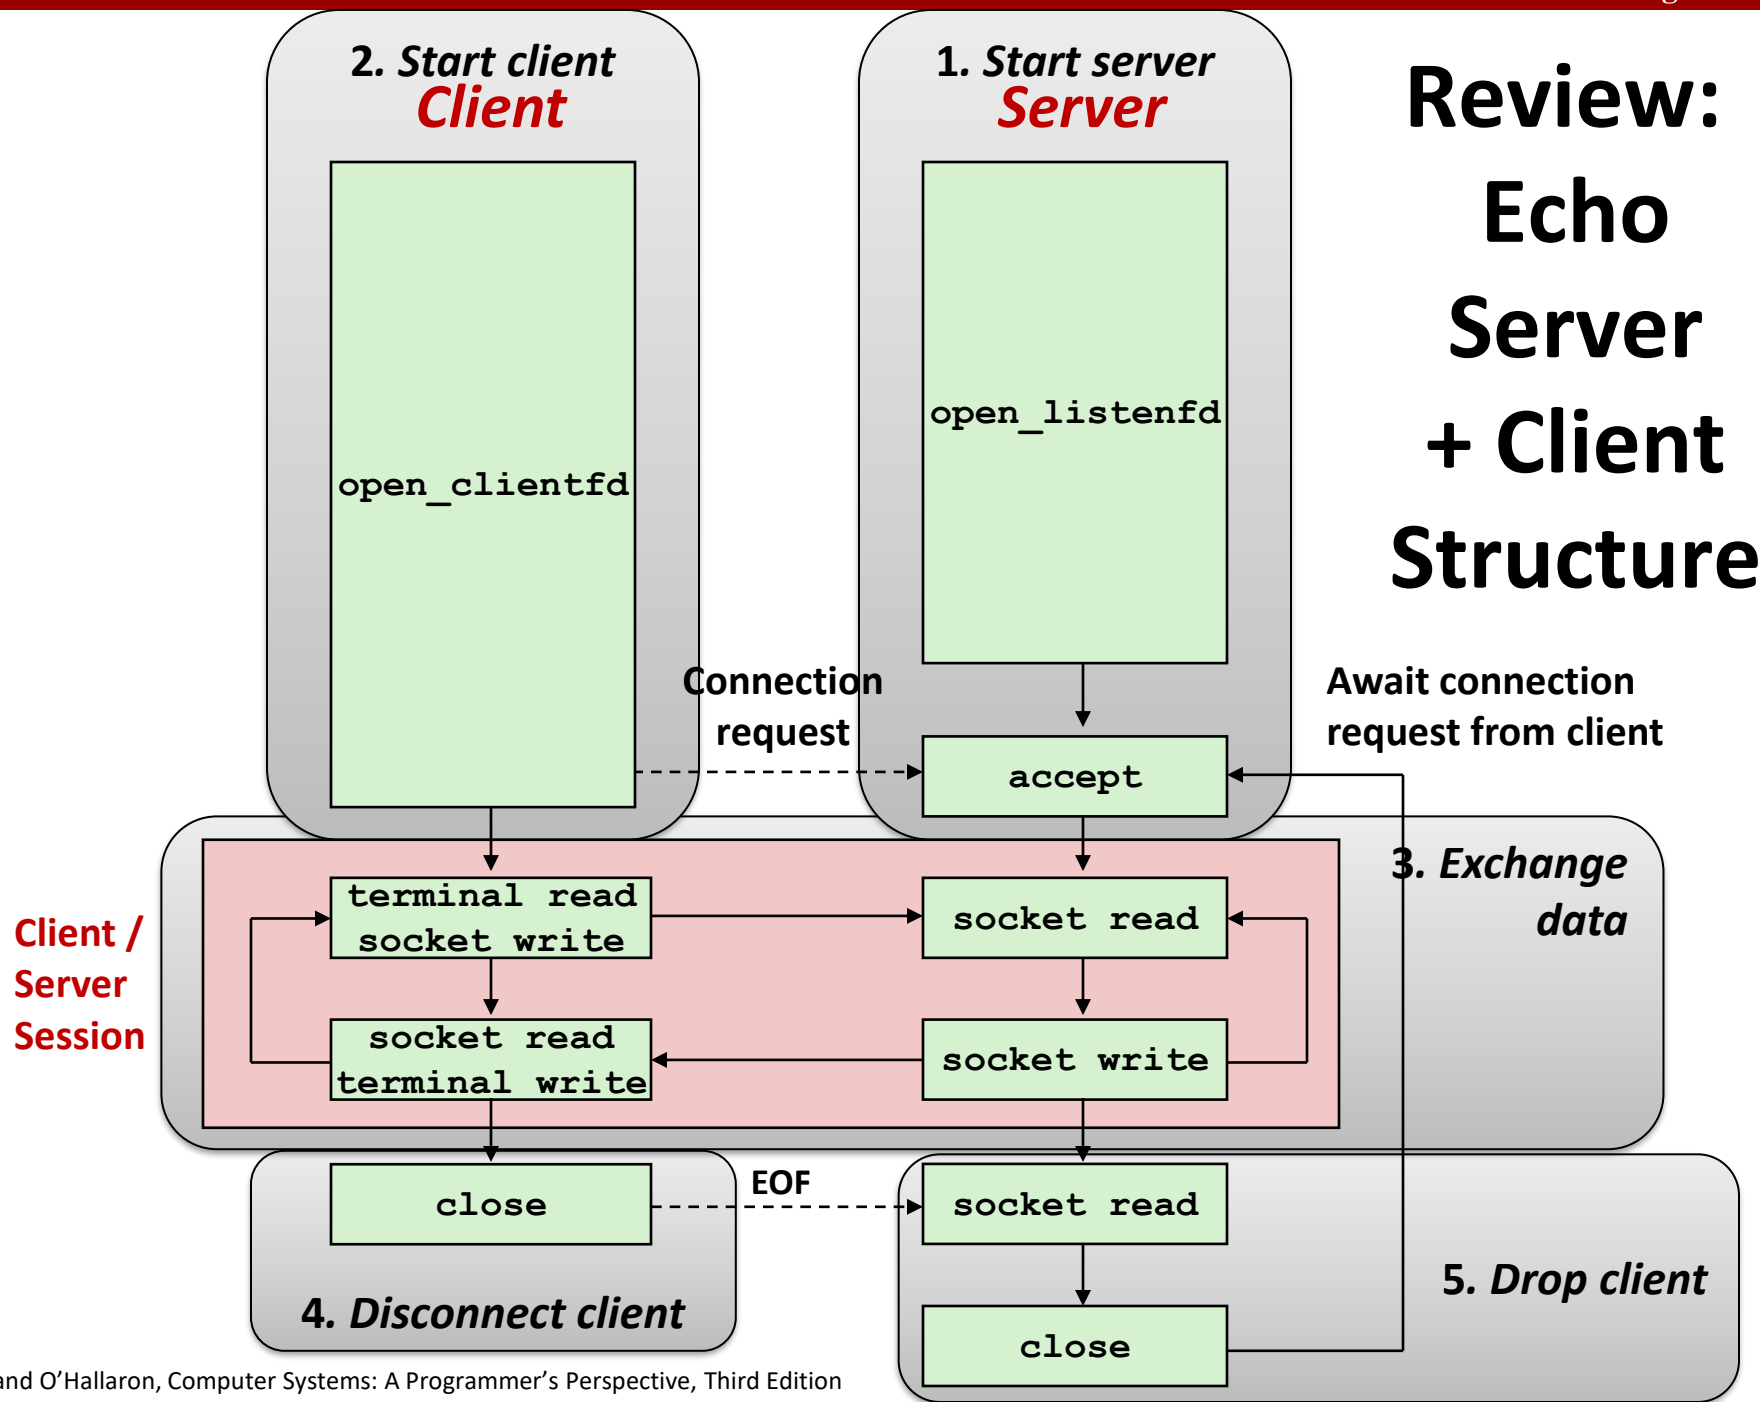 2. Start client
Client
1. Start server
Server
Review:
Echo
Server
+ Client
Structure
open_clientfd
open_listenfd
Connection
request
Await connection
request from client
accept
3. Exchange
data
Client /
Server
Session
terminal read
socket write
socket read
socket read
terminal write
socket write
close
EOF
socket read
4. Disconnect client
5. Drop client
close
and O’Hallaron, Computer Systems: A Programmer’s Perspective, Third Edition